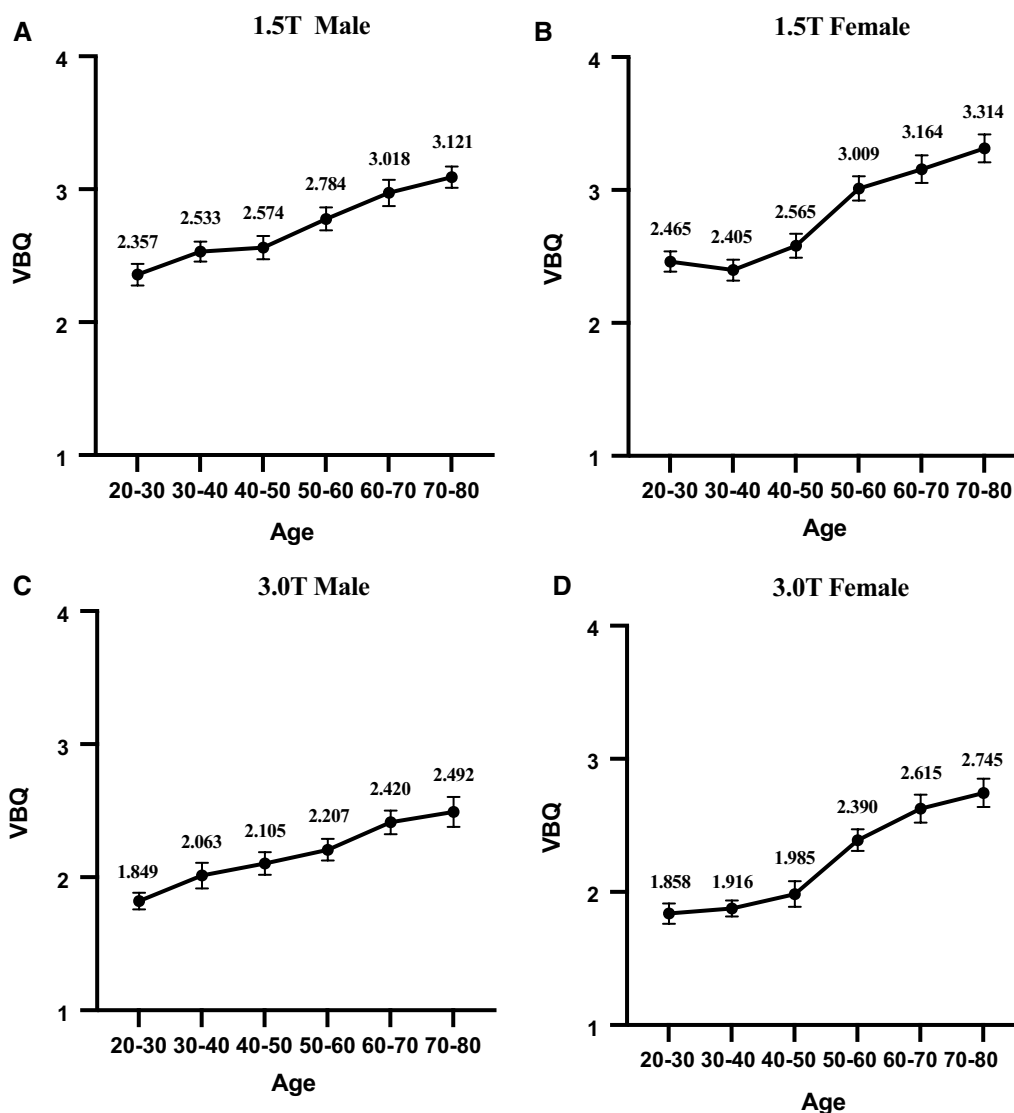 A
1.5T Male
4
3
2
1
VBQ
2.357
2.533
2.574
2.784
3.018
3.121
20-30 30-40 40-50 50-60 60-70 70-80
Age
B
1.5T Female
4
3
2
1
VBQ
2.465
2.405
2.565
3.009
3.164
3.314
20-30 30-40 40-50 50-60 60-70 70-80
Age
C
3.0T Male
4
3
2
1
VBQ
1.849
2.063
2.105
2.207
2.420
2.492
20-30 30-40 40-50 50-60 60-70 70-80
Age
D
3.0T Female
4
3
2
1
VBQ
1.858
1.916
1.985
2.390
2.615
2.745
20-30 30-40 40-50 50-60 60-70 70-80
Age